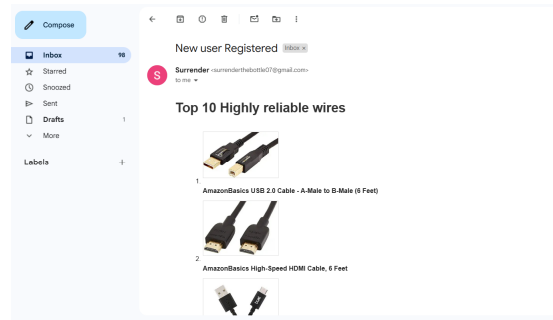 Compose
Inbox 98
Starred
Snoozed
Sent
Drafts 1
More
Labels +
New user Registered Inbox ×
S
Surrender <surrenderthebottle07@gmail.com>
to me
Top 10 Highly reliable wires
1.
AmazonBasics USB 2.0 Cable - A-Male to B-Male (6 Feet)
2.
AmazonBasics High-Speed HDMI Cable, 6 Feet